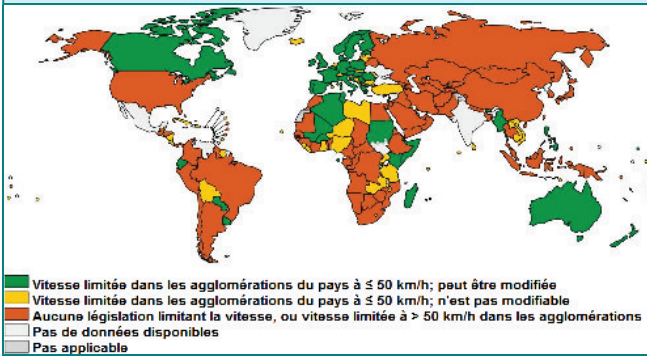 Vitesse limitée dans les agglomérations du pays à ≤ 50 km/h; peut être modifiée
Vitesse limitée dans les agglomérations du pays à ≤ 50 km/h; n'est pas modifiable
Aucune législation limitant la vitesse, ou vitesse limitée à > 50 km/h dans les agglomérations
Pas de données disponibles
Pas applicable